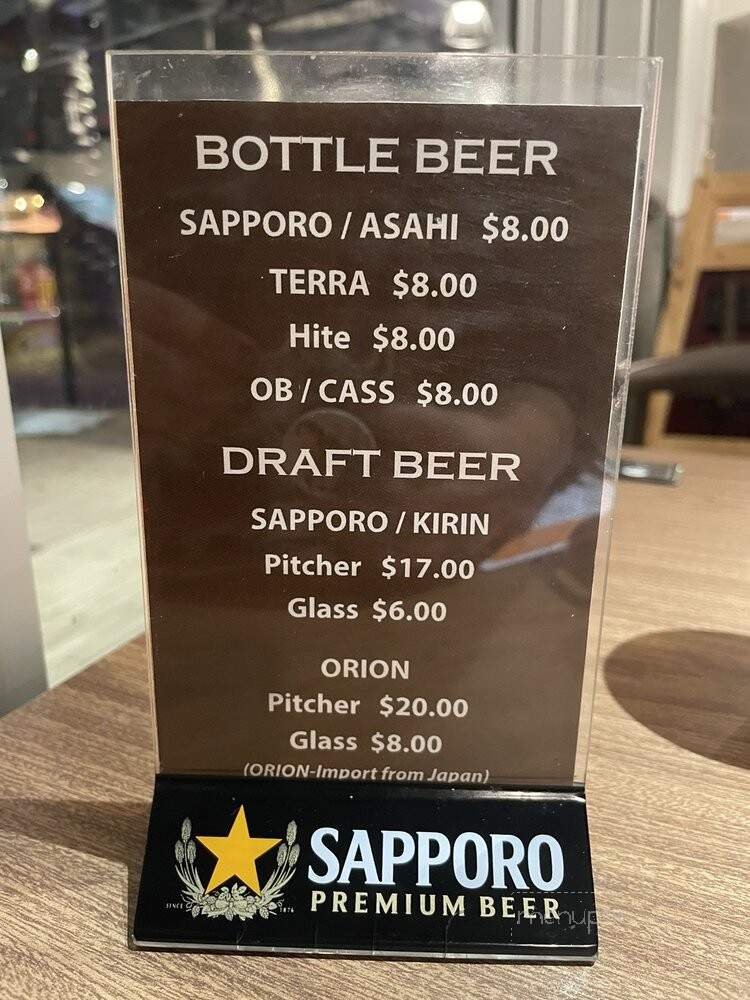 BOTTLE BEER
SAPPORO / ASAHI $8.00
TERRA $8.00
Hite $8.00
OB / CASS $8.00
DRAFT BEER
SAPPORO / KIRIN
Pitcher $17.00
Glass $6.00
ORION
Pitcher $20.00
Glass $8.00
(ORION-Import from Japan)
SAPPORO
PREMIUM BEER
SINCE 1876